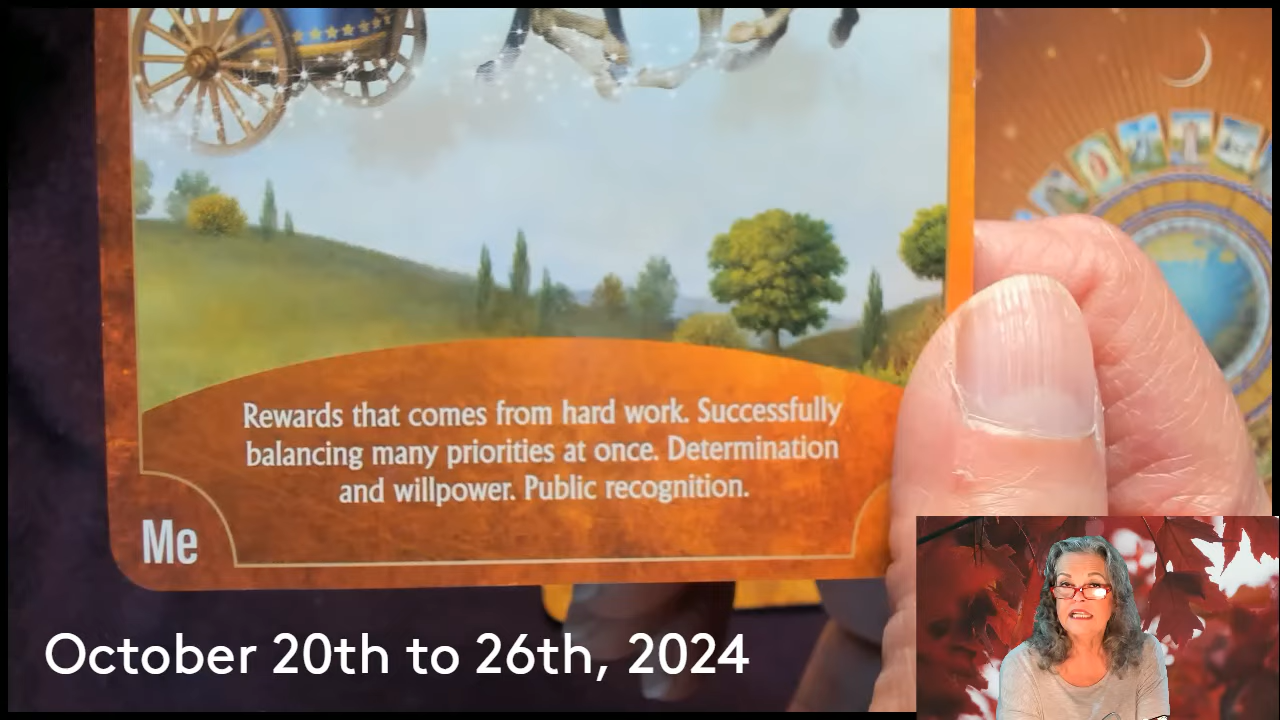 Rewards that comes from hard work. Successfully
balancing many priorities at once. Determination
and willpower. Public recognition.
Me
October 20th to 26th, 2024